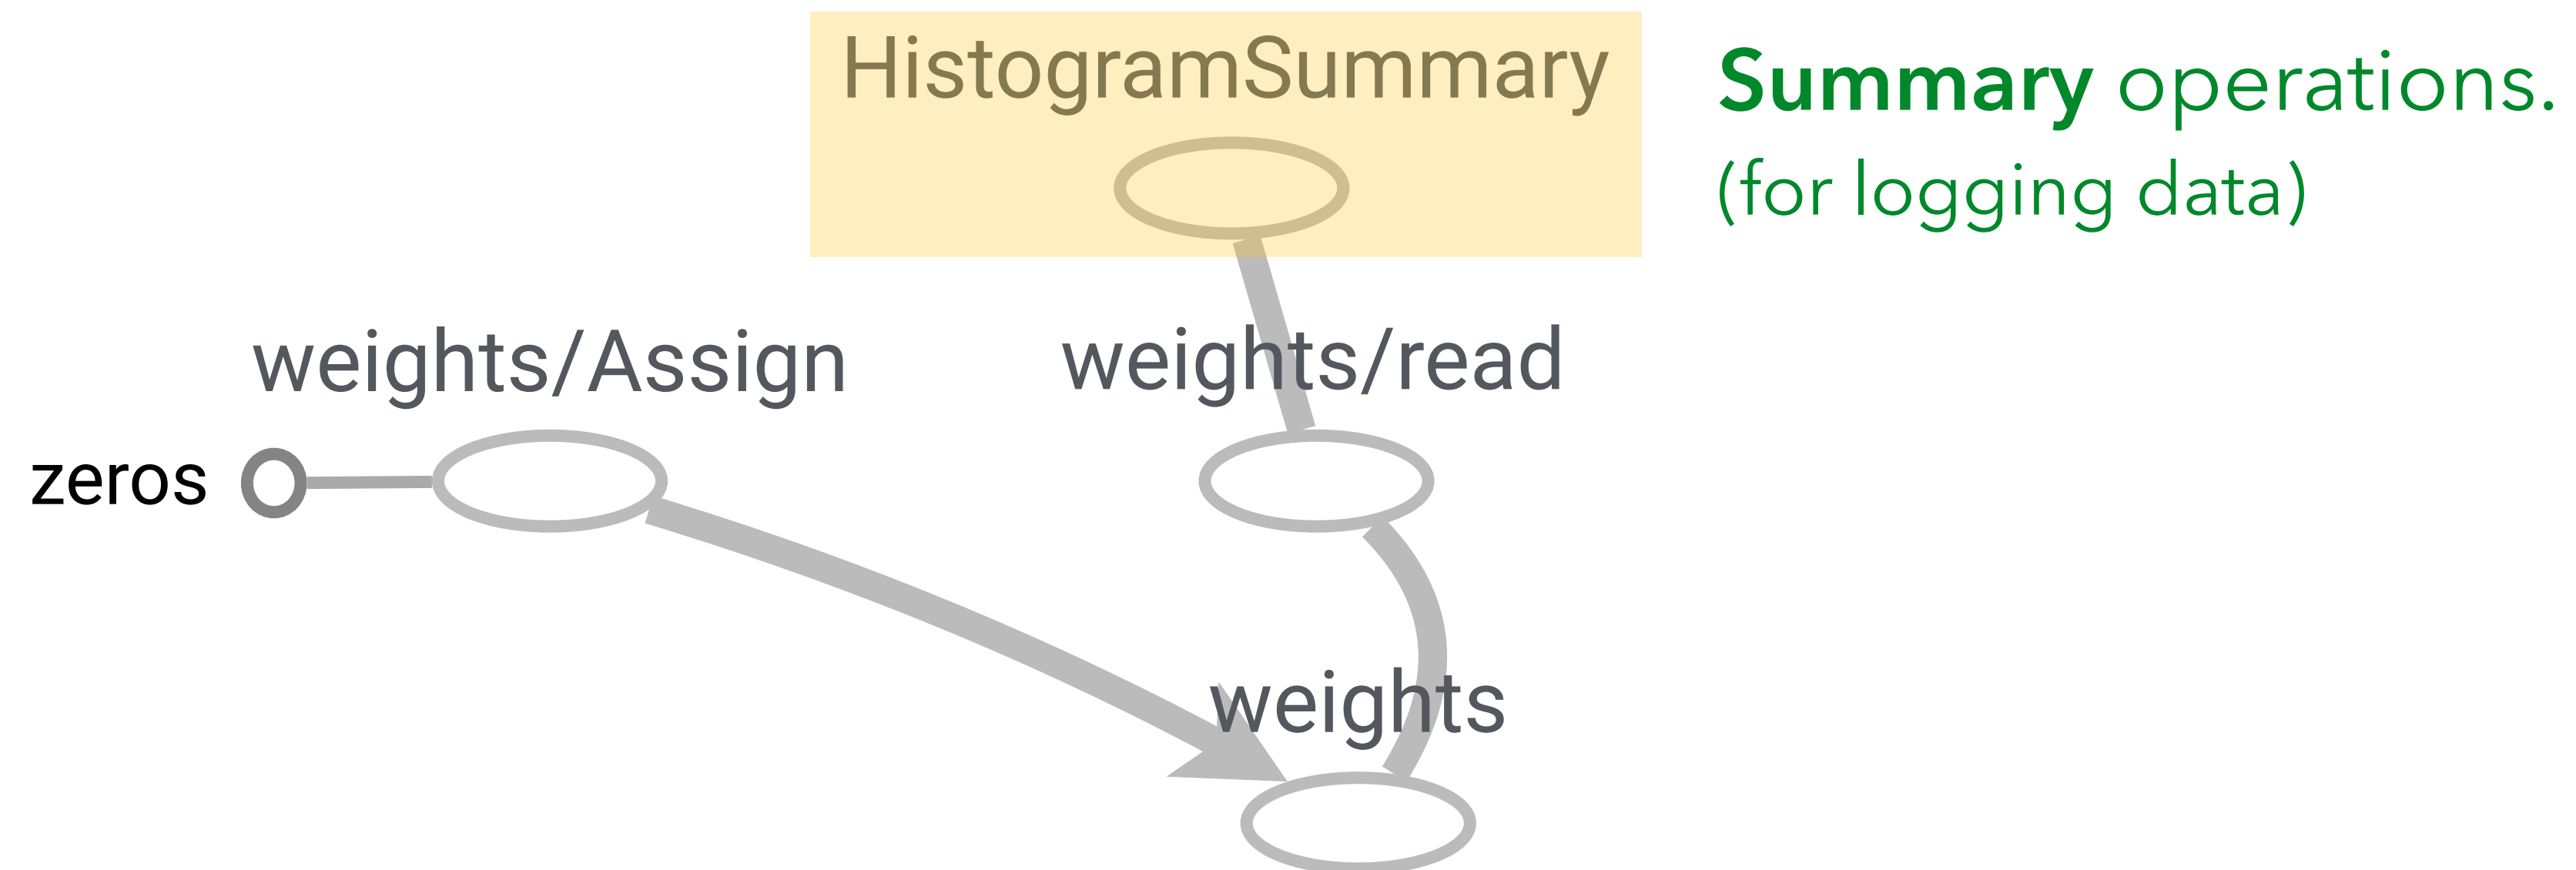 HistogramSummary
Summary operations.
(for logging data)
weights/Assign
weights/read
zeros
weights